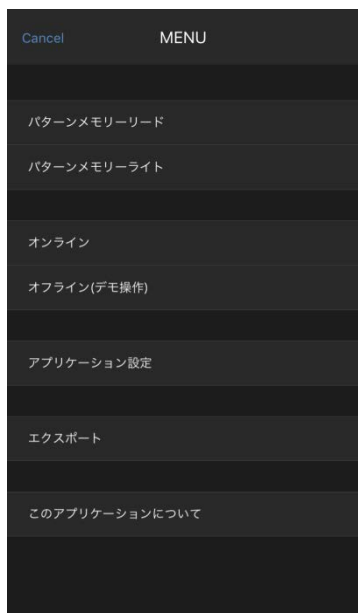 Cancel MENU
パターンメモリーリード
パターンメモリーライト
オンライン
オフライン(デモ操作)
アプリケーション設定
エクスポート
このアプリケーションについて